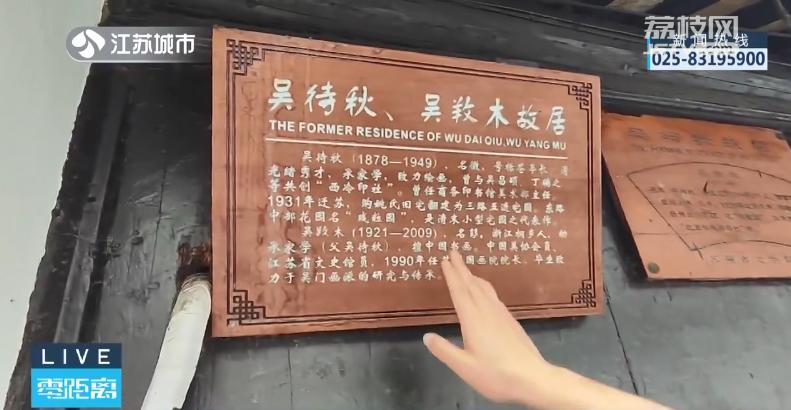 江苏城市
荔枝网
新闻热线
025-83195900
吴待秋、吴𢼒木故居
THE FORMER RESIDENCE OF WU DAI QIU,WU YANG MU
吴待秋(1878—1949),名徵,号袌鋗居士,清
光绪秀才,承家学,致力绘画,曾与吴昌硕、丁辅之
等共创“西泠印社”。曾任商务印书馆美术部主任。
1931年迁苏,购姚氏旧宅翻建为三路五进宅园,东路
中部花园名“残粒园”,是清末小型宅园之代表作。
吴𢼒木(1921—2009),名彭,浙江桐乡人,幼
承家学(父吴待秋),擅中国书画,中国美协会员,
江苏省文史馆员,1990年任苏 国画院院长。毕生致
力于吴门画派的研究与传承
LIVE
零距离